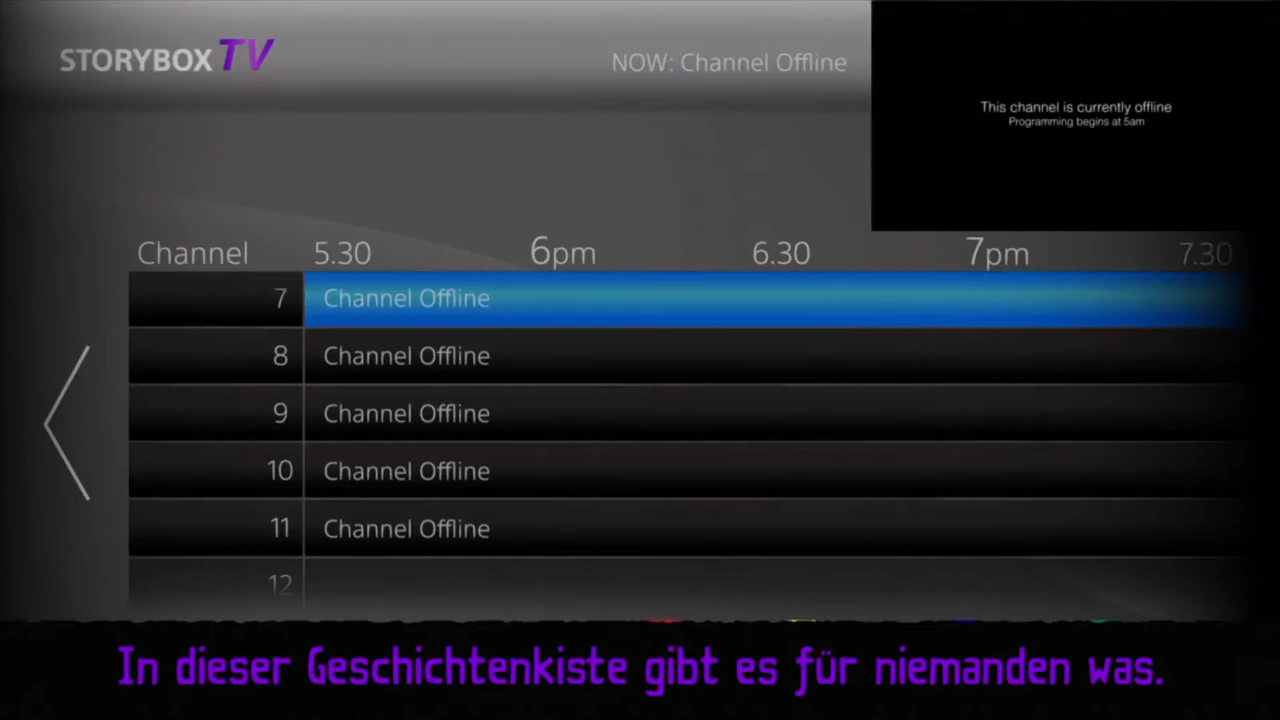 STORYBOX TV
NOW: Channel Offline
This channel is currently offline
Programming begins at 5am
Channel 5.30 6pm 6.30 7pm 7.30
7 Channel Offline
8 Channel Offline
9 Channel Offline
10 Channel Offline
11 Channel Offline
12
In dieser Geschichtenkiste gibt es für niemanden was.